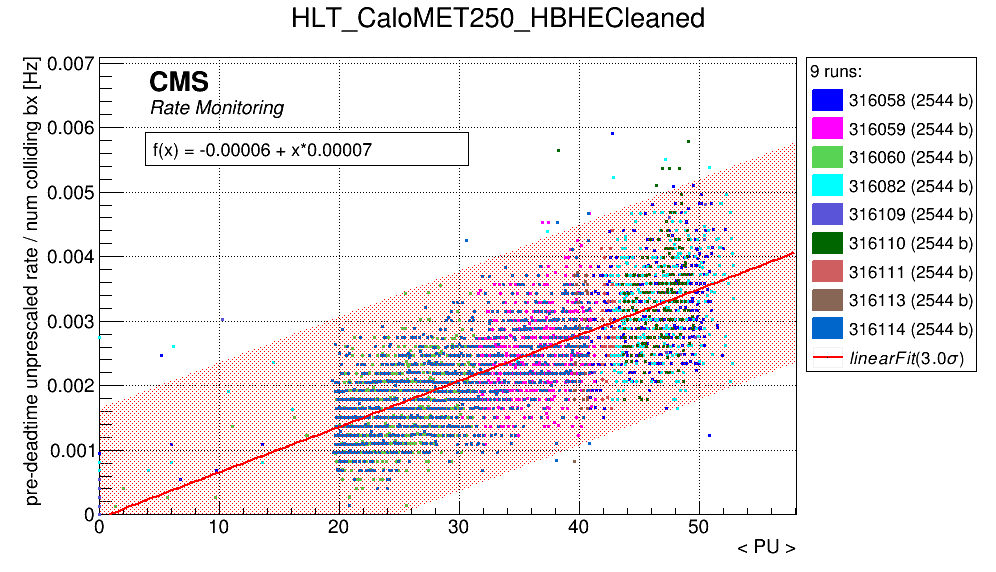 HLT_CaloMET250_HBHECleaned
pre-deadtime unprescaled rate / num colliding bx [Hz]
0.007
0.006
0.005
0.004
0.003
0.002
0.001
0
CMS
Rate Monitoring
f(x) = -0.00006 + x*0.00007
0 10 20 30 40 50
< PU >
9 runs:
316058 (2544 b)
316059 (2544 b)
316060 (2544 b)
316082 (2544 b)
316109 (2544 b)
316110 (2544 b)
316111 (2544 b)
316113 (2544 b)
316114 (2544 b)
linearFit(3.0σ)